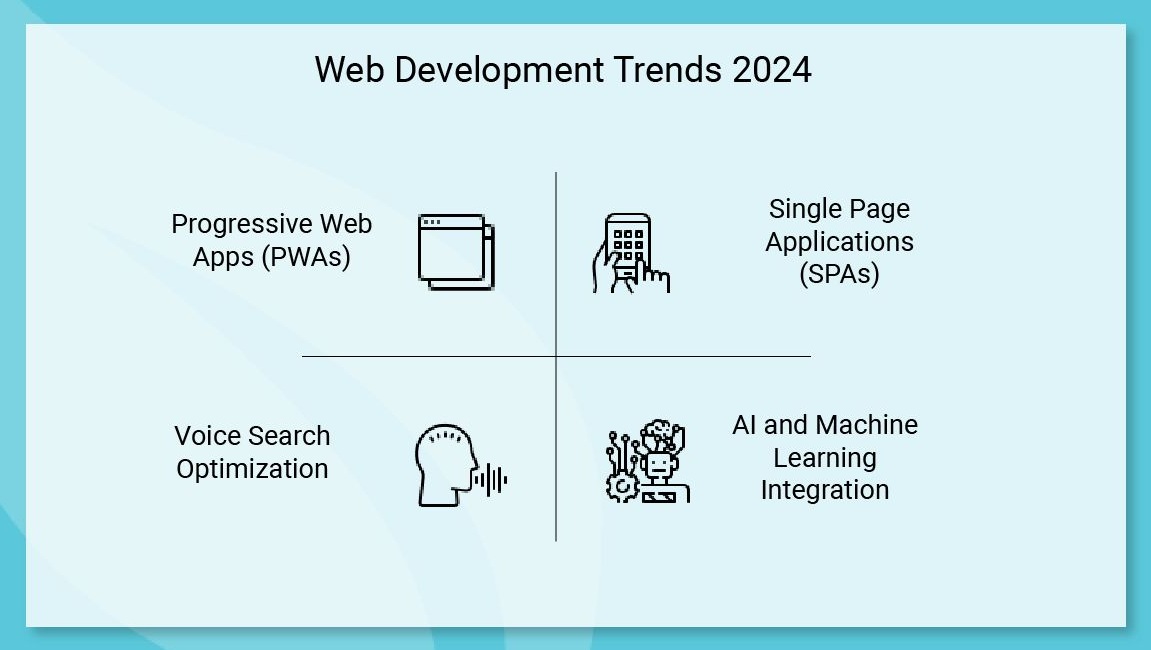 Web Development Trends 2024
Progressive Web
Apps (PWAs)
Single Page
Applications
(SPAs)
Voice Search
Optimization
AI and Machine
Learning
Integration